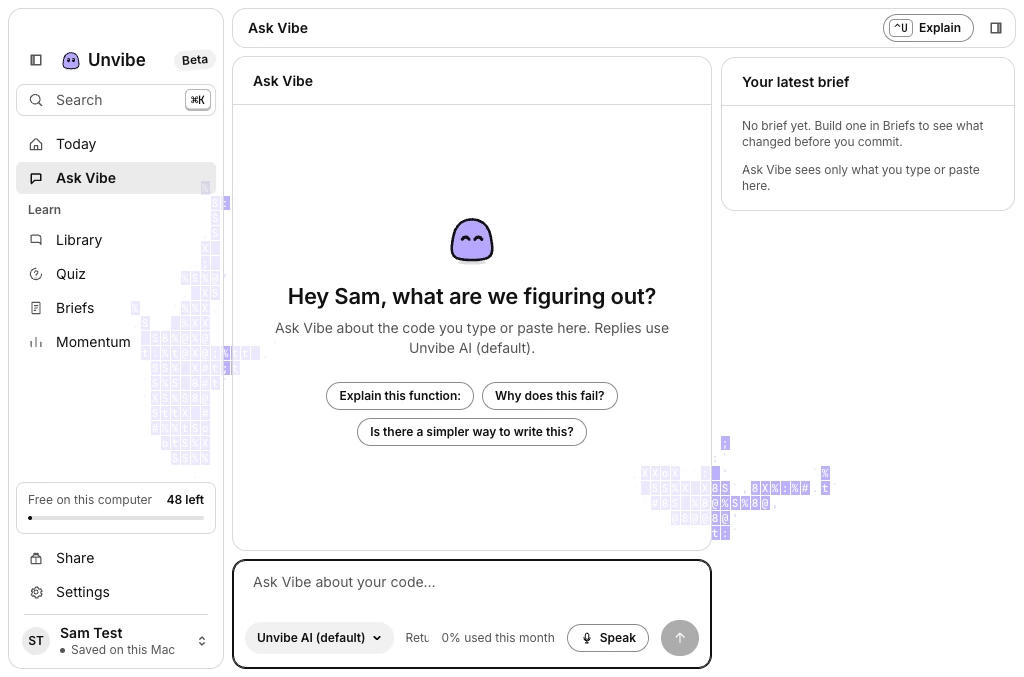 Unvibe
Beta
Search
⌘K
Today
Ask Vibe
Learn
Library
Quiz
Briefs
Momentum
Free on this computer
48 left
Share
Settings
ST
Sam Test
Saved on this Mac
Ask Vibe
^U
Explain
Ask Vibe
Hey Sam, what are we figuring out?
Ask Vibe about the code you type or paste here. Replies use
Unvibe AI (default).
Explain this function:
Why does this fail?
Is there a simpler way to write this?
Ask Vibe about your code...
Unvibe AI (default)
0% used this month
Speak
Your latest brief
No brief yet. Build one in Briefs to see what
changed before you commit.
Ask Vibe sees only what you type or paste
here.